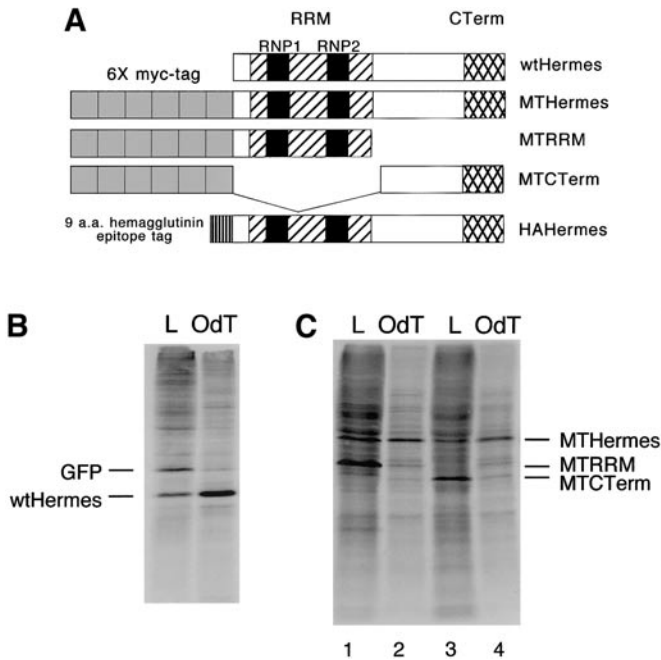 A
RRM
CTerm
RNP1 RNP2
6X myc-tag
wtHermes
MTHermes
MTRRM
MTCTerm
9 a.a. hemagglutinin
epitope tag
HAHermes
B
L OdT
GFP
wtHermes
C
L OdT L OdT
MTHermes
MTRRM
MTCTerm
1 2 3 4